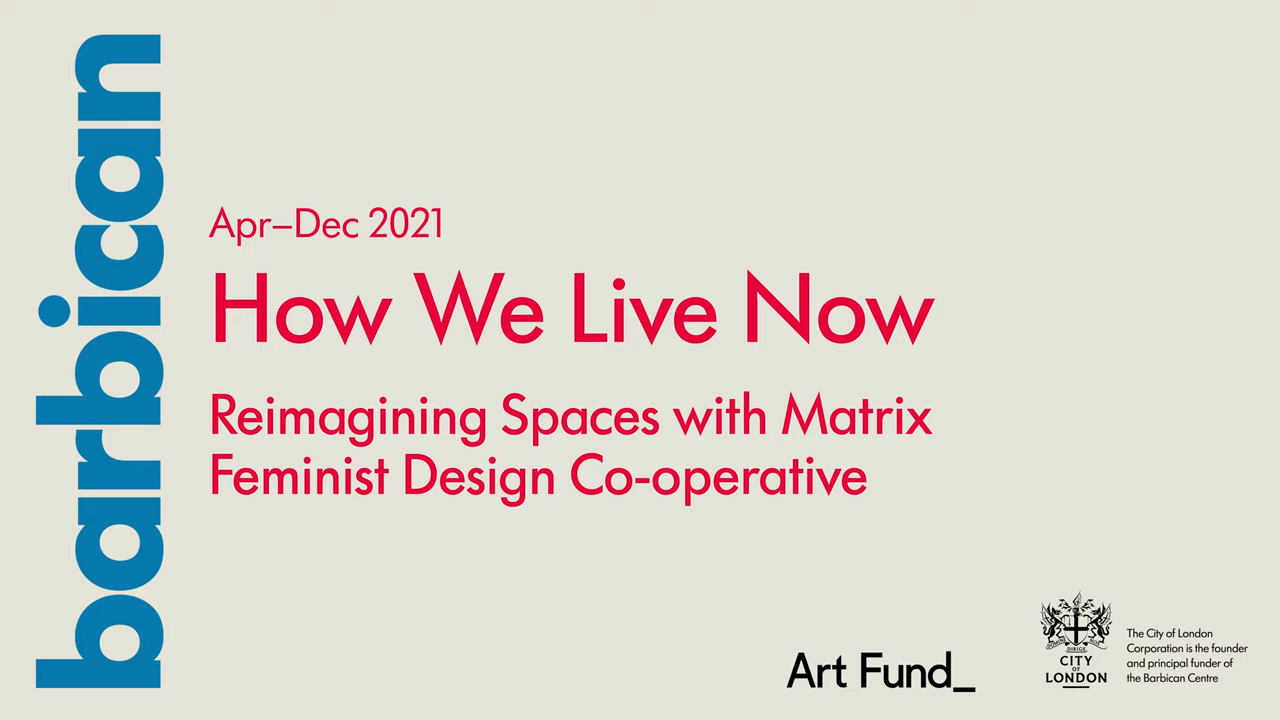 barbican
Apr–Dec 2021
How We Live Now
Reimagining Spaces with Matrix
Feminist Design Co-operative
Art Fund_
CITY
OF
LONDON
The City of London
Corporation is the founder
and principal funder of
the Barbican Centre